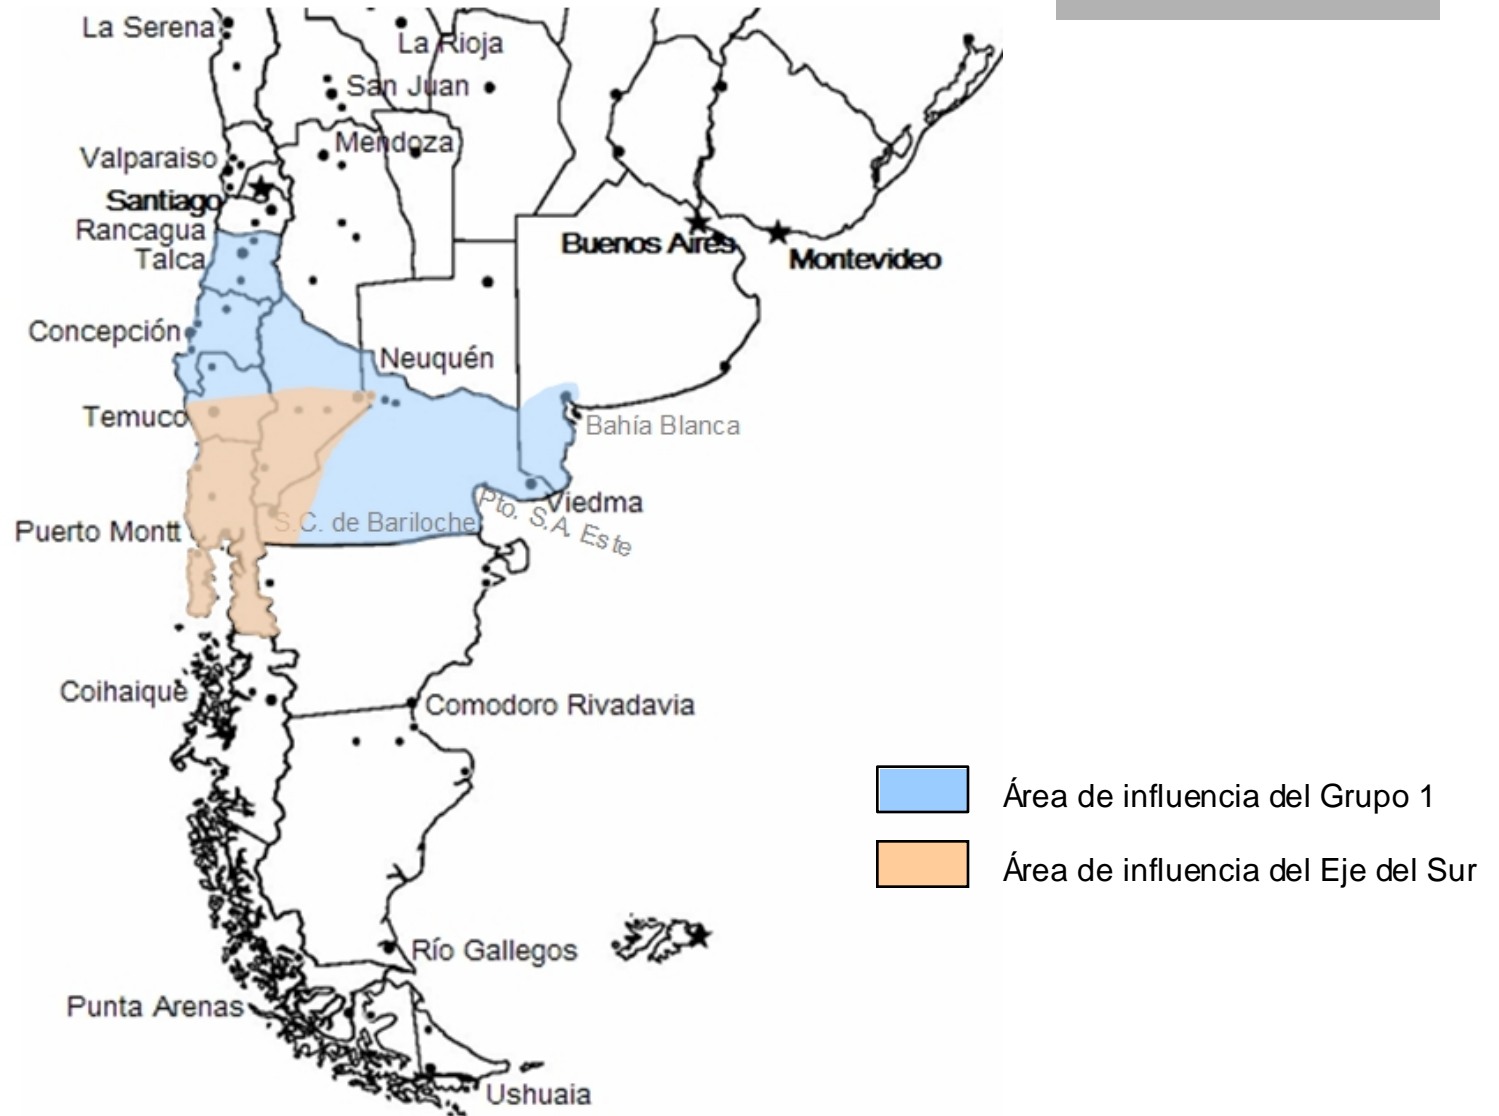 La Serena
La Rioja
San Juan
Mendoza
Valparaiso
Santiago
Rancagua
Talca
Buenos Aires
Montevideo
Concepción
Neuquén
Temuco
Bahía Blanca
Viedma
Pto. S.A. Este
S.C. de Bariloche
Puerto Montt
Coihaique
Comodoro Rivadavia
Área de influencia del Grupo 1
Área de influencia del Eje del Sur
Río Gallegos
Punta Arenas
Ushuaia